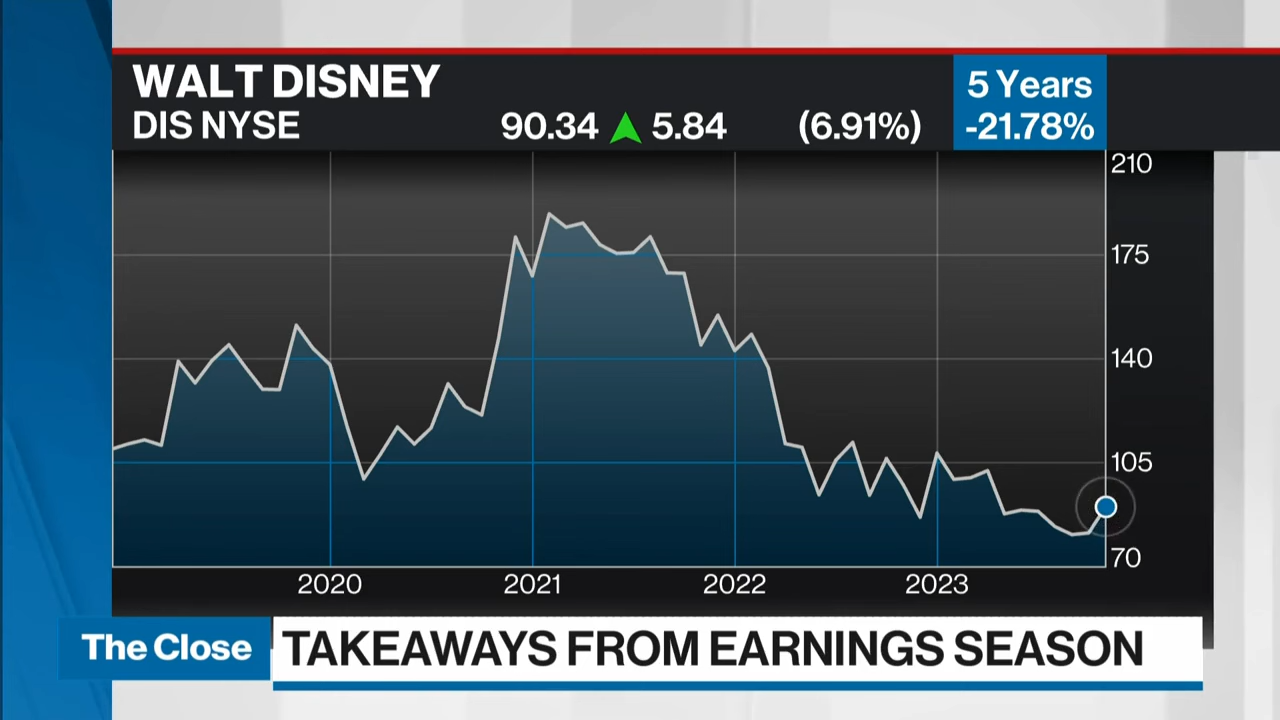 WALT DISNEY
DIS NYSE
90.34 ▲ 5.84 (6.91%)
5 Years
-21.78%
210
175
140
105
70
2020 2021 2022 2023
The Close
TAKEAWAYS FROM EARNINGS SEASON